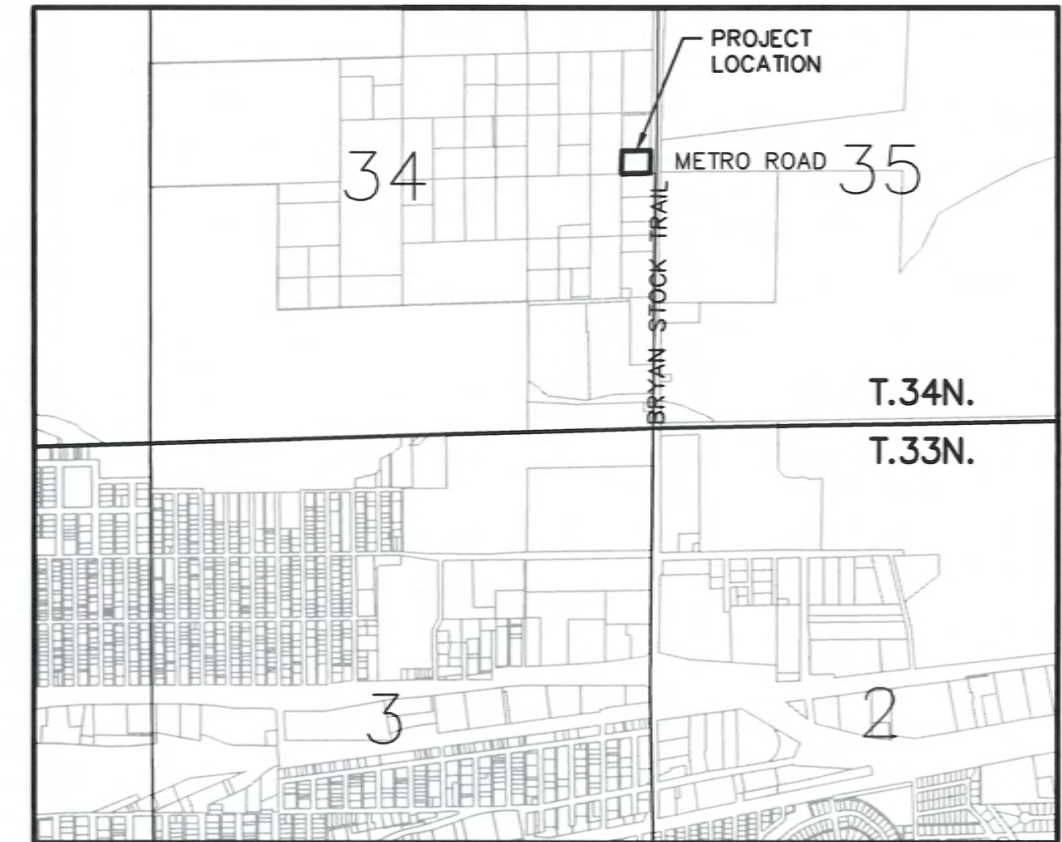 PROJECT
LOCATION
34
METRO ROAD
35
BRYAN STOCK TRAIL
T.34N.
T.33N.
3
2